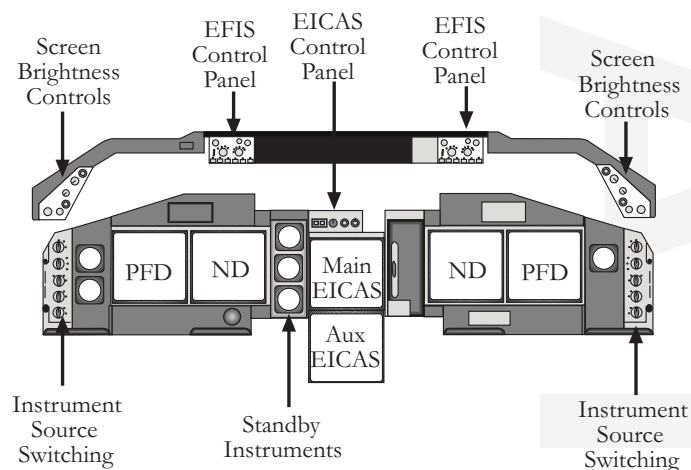 Screen
Brightness
Controls
EFIS
Control
Panel
EICAS
Control
Panel
EFIS
Control
Panel
Screen
Brightness
Controls
PFD
ND
Main
EICAS
Aux
EICAS
ND
PFD
Instrument
Source
Switching
Standby
Instruments
Instrument
Source
Switching